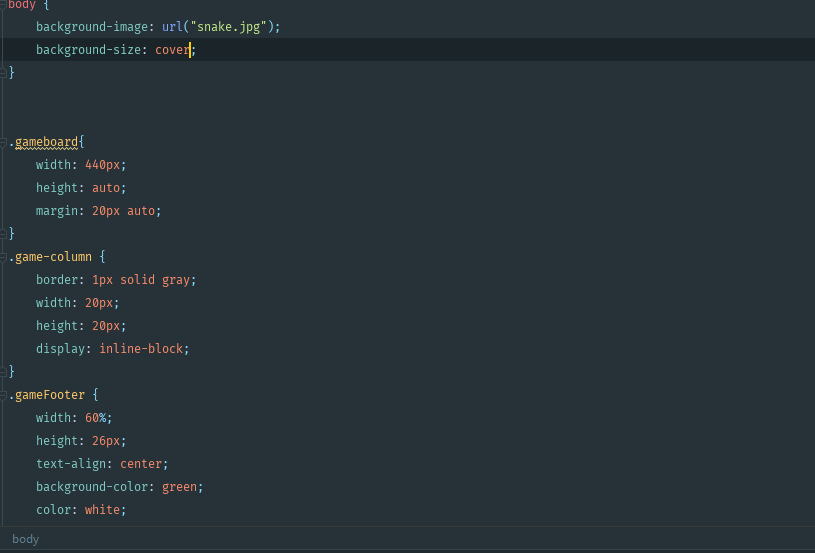 body {
    background-image: url("snake.jpg");
    background-size: cover;
}
.gameboard{
    width: 440px;
    height: auto;
    margin: 20px auto;
}
.game-column {
    border: 1px solid gray;
    width: 20px;
    height: 20px;
    display: inline-block;
}
.gameFooter {
    width: 60%;
    height: 26px;
    text-align: center;
    background-color: green;
    color: white;
body